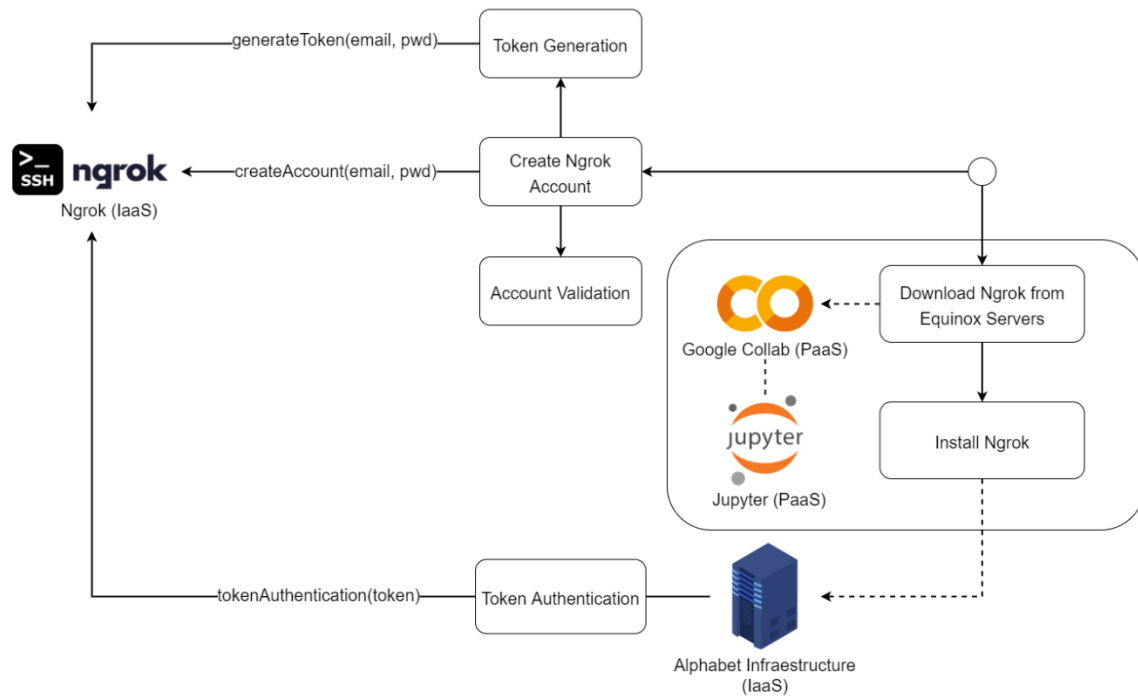 generateToken(email, pwd)
Token Generation
>_
SSH
ngrok
Ngrok (IaaS)
createAccount(email, pwd)
Create Ngrok
Account
Account Validation
Download Ngrok from
Equinox Servers
Google Collab (PaaS)
jupyter
Jupyter (PaaS)
Install Ngrok
tokenAuthentication(token)
Token Authentication
Alphabet Infraestructure
(IaaS)